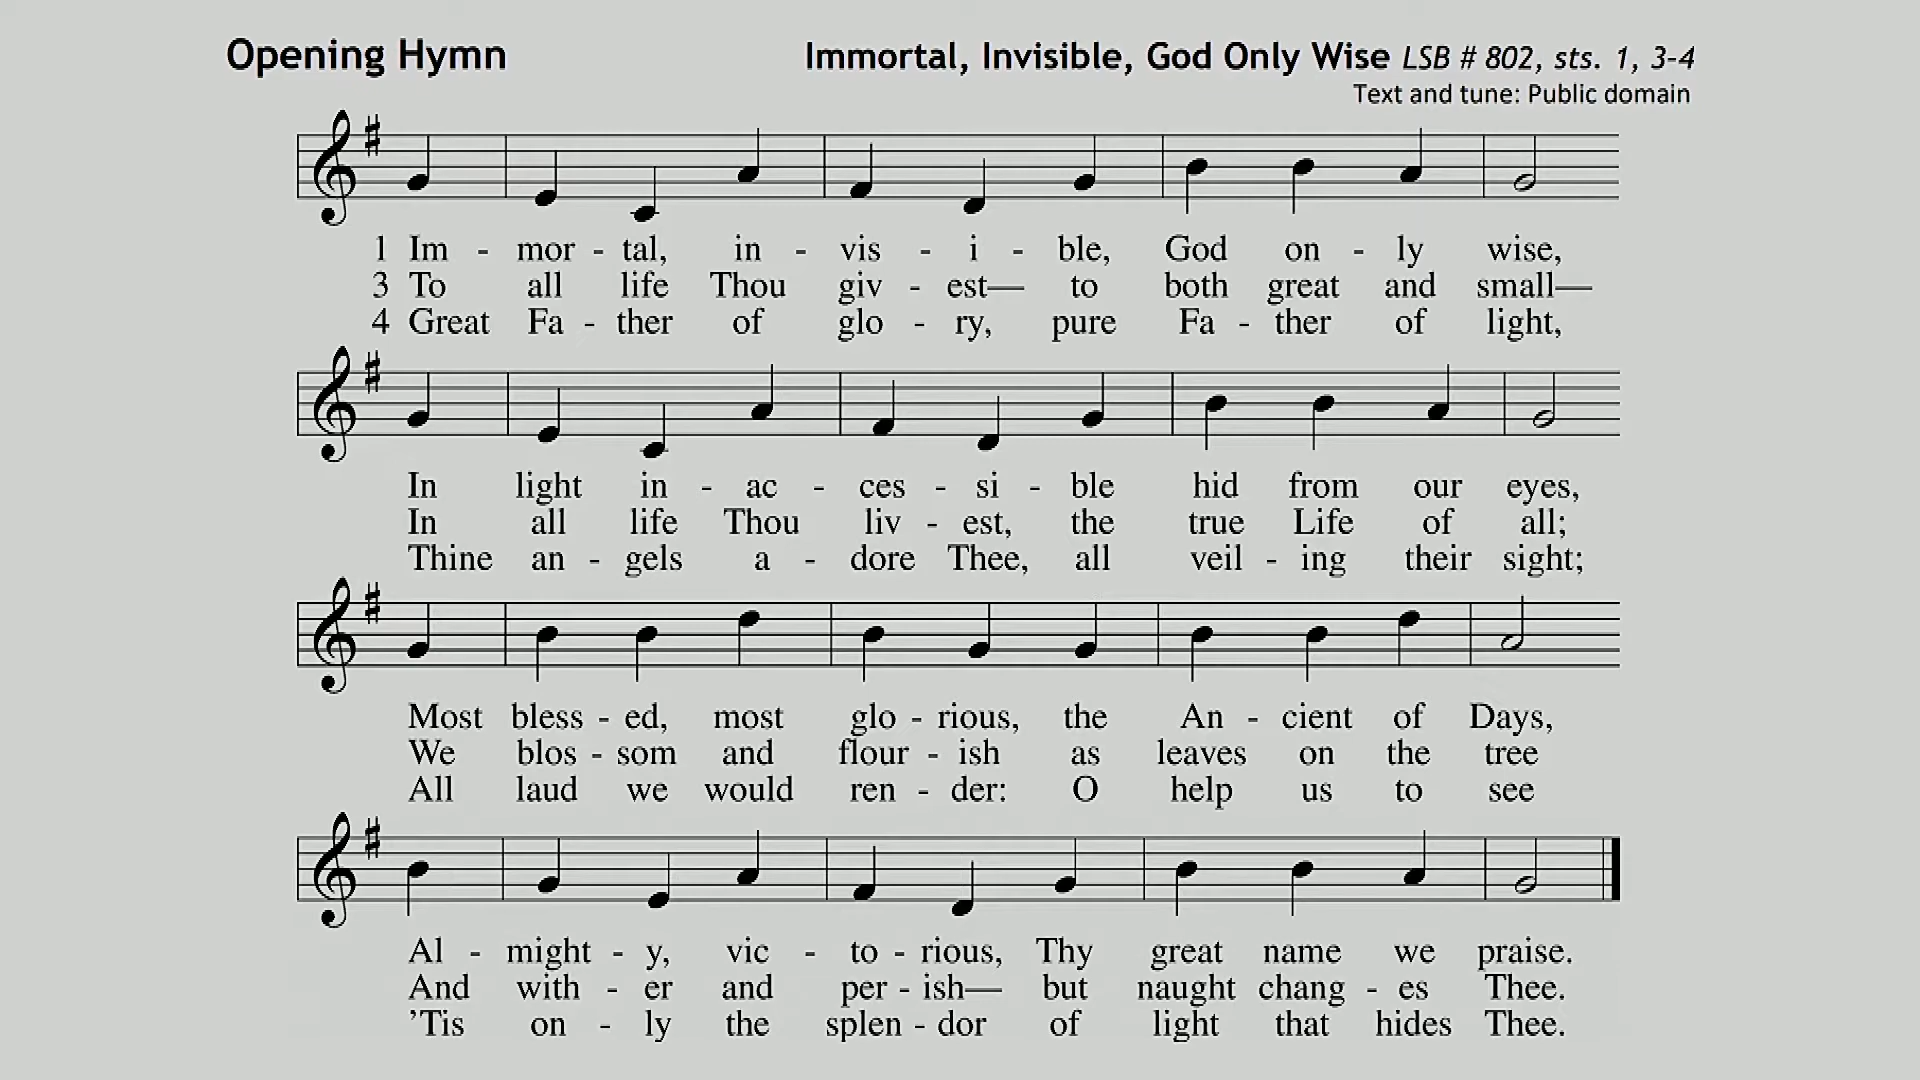 Opening Hymn
Immortal, Invisible, God Only Wise LSB # 802, sts. 1, 3-4
Text and tune: Public domain
1 Im - mor - tal, in - vis - i - ble, God on - ly wise,
3 To all life Thou giv - est— to both great and small—
4 Great Fa - ther of glo - ry, pure Fa - ther of light,
In light in - ac - ces - si - ble hid from our eyes,
In all life Thou liv - est, the true Life of all;
Thine an - gels a - dore Thee, all veil - ing their sight;
Most bless - ed, most glo - rious, the An - cient of Days,
We blos - som and flour - ish as leaves on the tree
All laud we would ren - der: O help us to see
Al - might - y, vic - to - rious, Thy great name we praise.
And with - er and per - ish— but naught chang - es Thee.
’Tis on - ly the splen - dor of light that hides Thee.